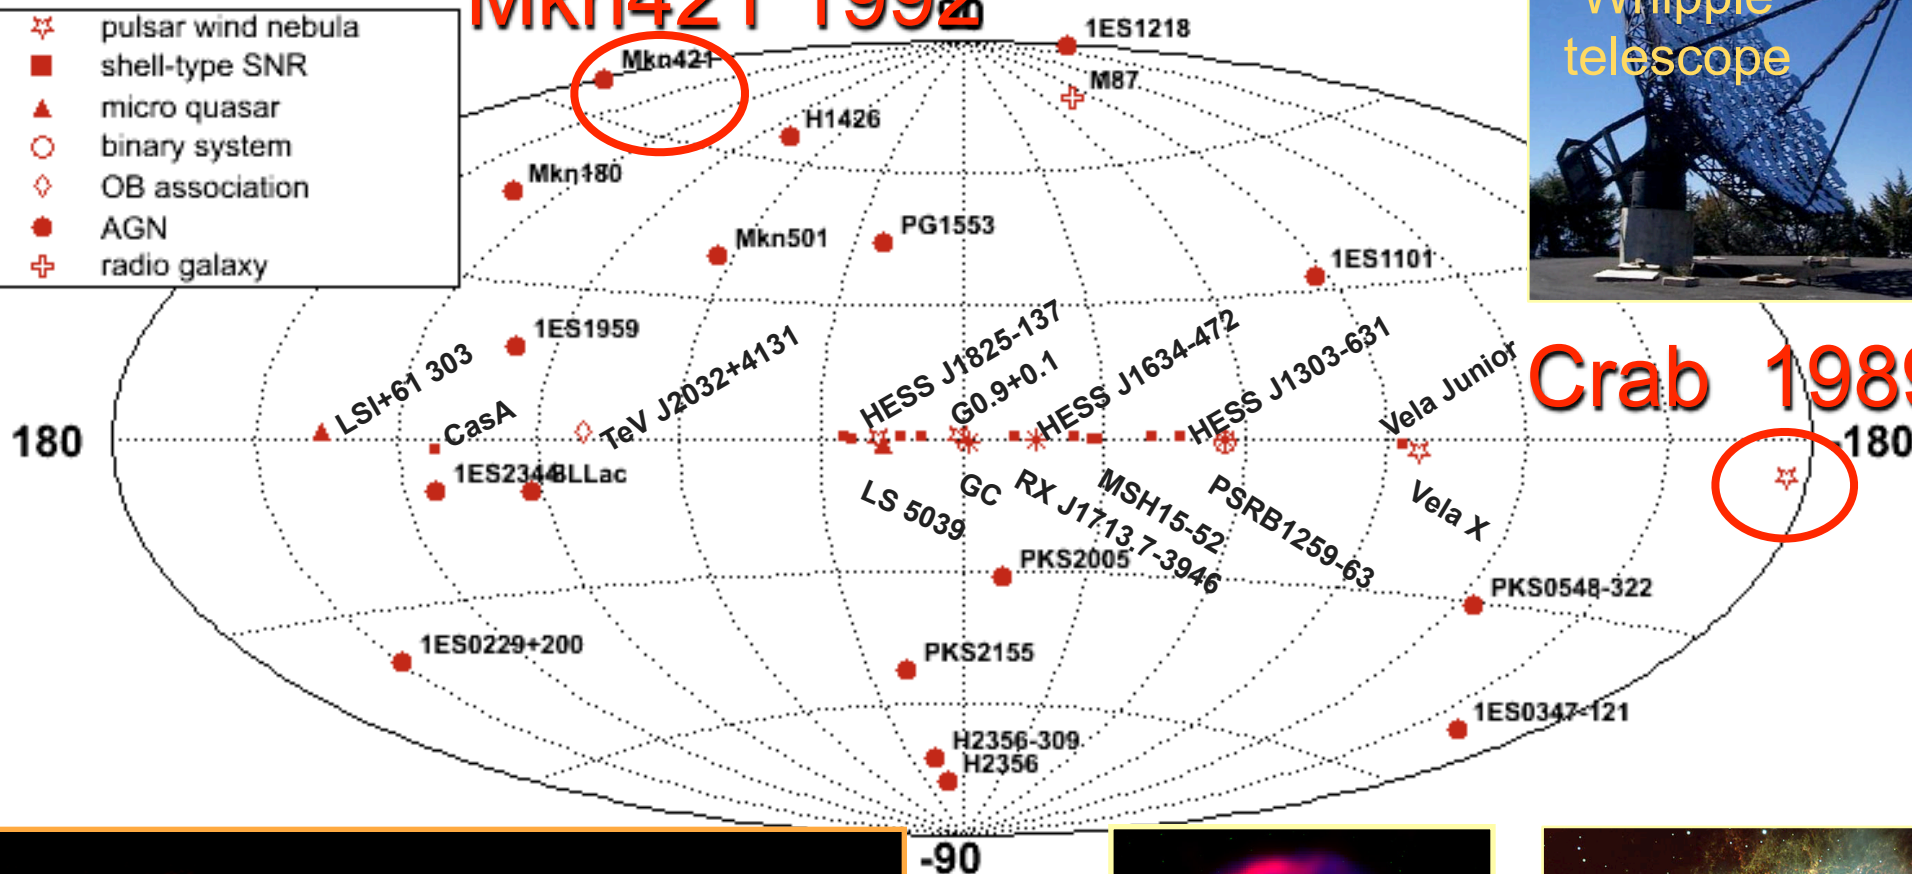 Mkn421 1992
Whipple
telescope
pulsar wind nebula
shell-type SNR
micro quasar
binary system
OB association
AGN
radio galaxy
90
1ES1218
Mkn421
M87
H1426
Mkn180
PG1553
Mkn501
1ES1101
1ES1959
LSI+61 303
CasA
TeV J2032+4131
HESS J1825-137
G0.9+0.1
HESS J1634-472
HESS J1303-631
Vela Junior
Crab 1989
180
-180
1ES2344
BLLac
LS 5039
GC
RX J1713.7-3946
MSH15-52
PSRB1259-63
Vela X
PKS2005
PKS0548-322
1ES0229+200
PKS2155
1ES0347-121
H2356-309
H2356
-90